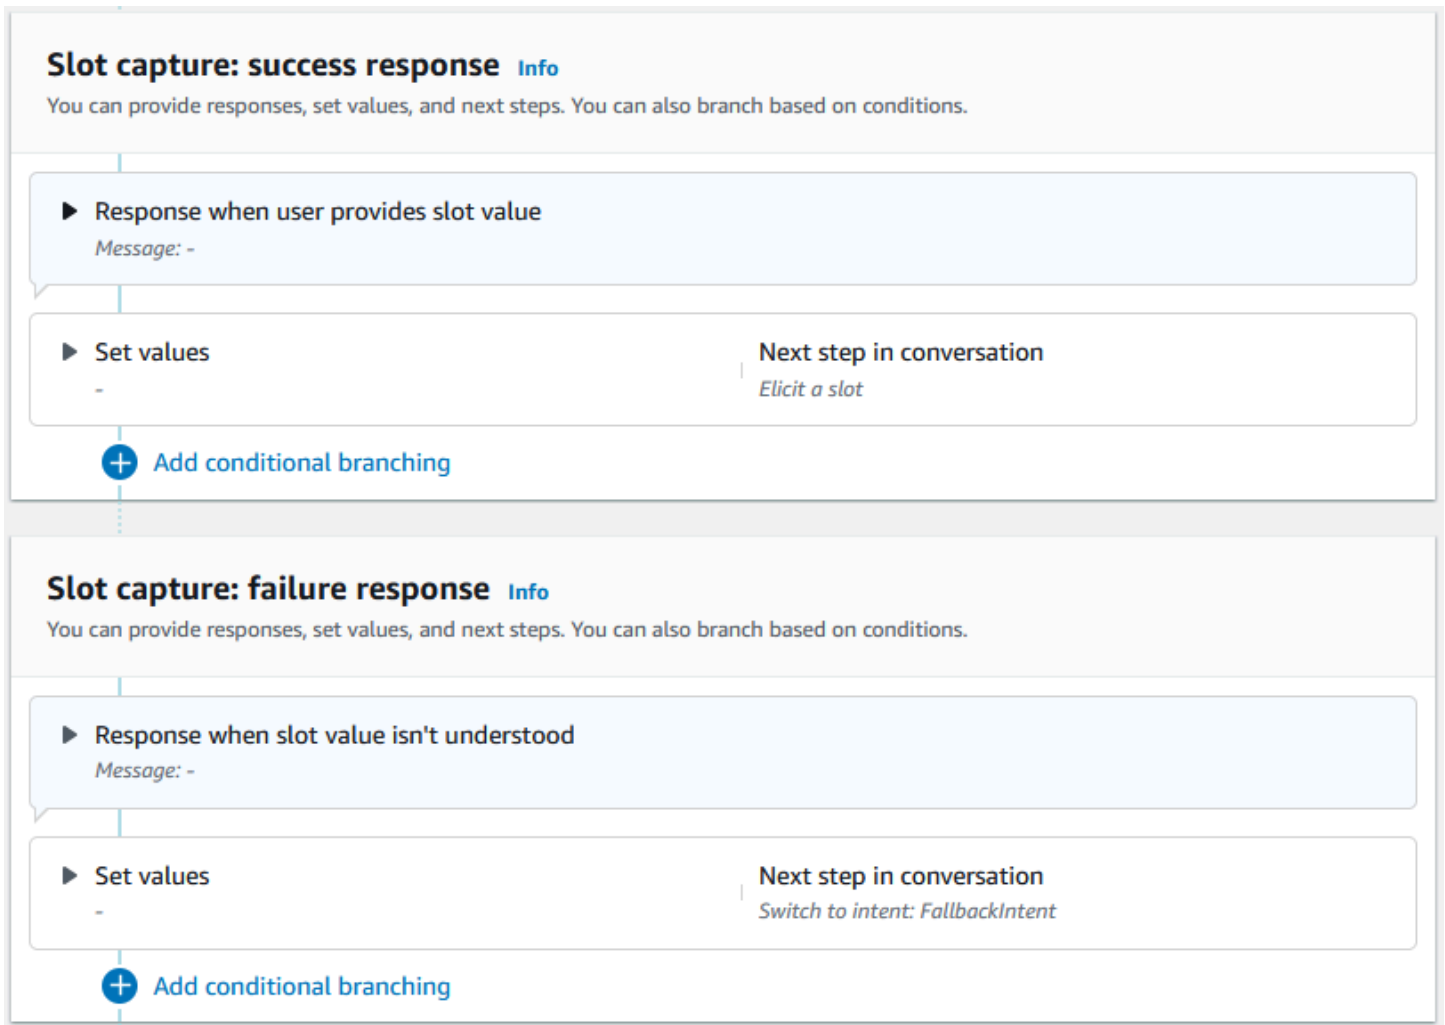 Slot capture: success response Info
You can provide responses, set values, and next steps. You can also branch based on conditions.
Response when user provides slot value
Message: -
Set values
-
Next step in conversation
Elicit a slot
Add conditional branching
Slot capture: failure response Info
You can provide responses, set values, and next steps. You can also branch based on conditions.
Response when slot value isn't understood
Message: -
Set values
-
Next step in conversation
Switch to intent: FallbackIntent
Add conditional branching